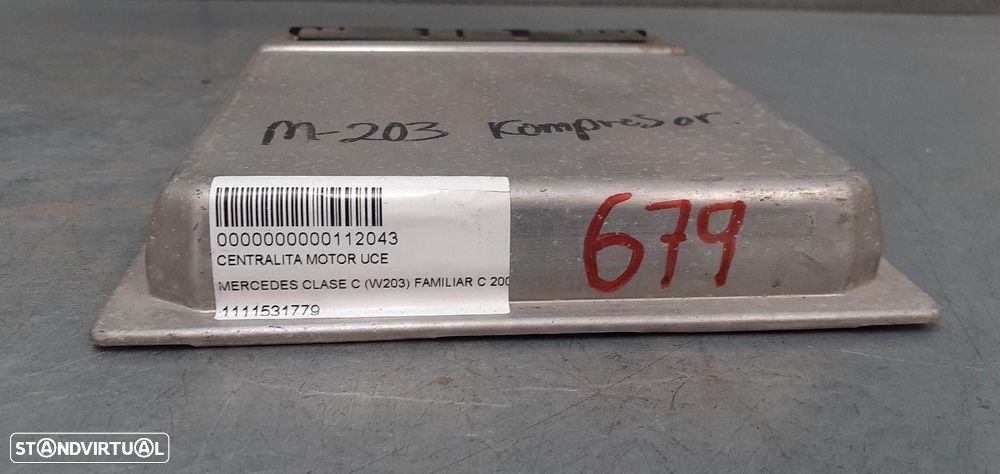 M-203 Kompresor.
679
0000000000112043
CENTRALITA MOTOR UCE
MERCEDES CLASE C (W203) FAMILIAR C 200
1111531779
STANDVIRTUAL